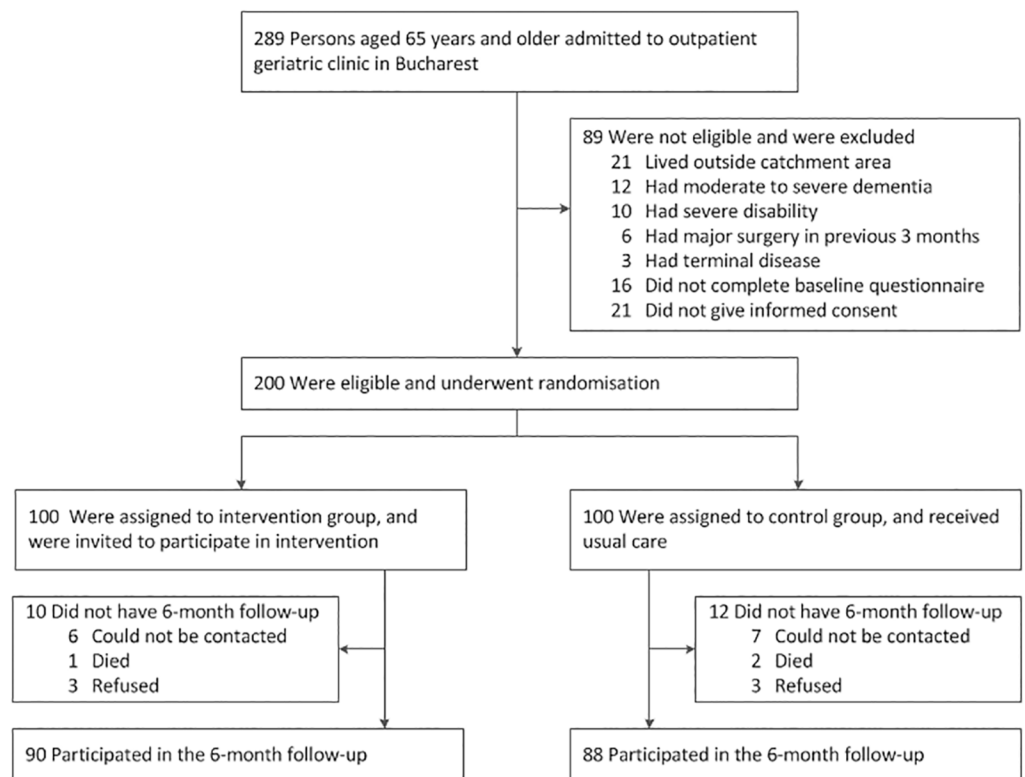 289 Persons aged 65 years and older admitted to outpatient
geriatric clinic in Bucharest
89 Were not eligible and were excluded
21 Lived outside catchment area
12 Had moderate to severe dementia
10 Had severe disability
6 Had major surgery in previous 3 months
3 Had terminal disease
16 Did not complete baseline questionnaire
21 Did not give informed consent
200 Were eligible and underwent randomisation
100 Were assigned to intervention group, and
were invited to participate in intervention
100 Were assigned to control group, and received
usual care
10 Did not have 6-month follow-up
6 Could not be contacted
1 Died
3 Refused
12 Did not have 6-month follow-up
7 Could not be contacted
2 Died
3 Refused
90 Participated in the 6-month follow-up
88 Participated in the 6-month follow-up